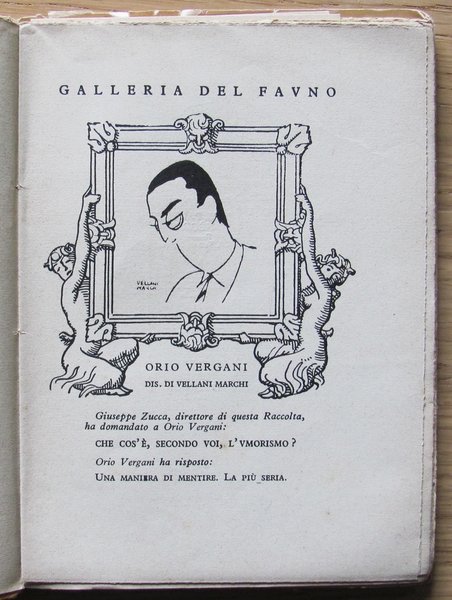 GALLERIA DEL FAVNO
VELLANI
MARCHI
ORIO VERGANI
DIS. DI VELLANI MARCHI
Giuseppe Zucca, direttore di questa Raccolta,
ha domandato a Orio Vergani:
CHE COS'È, SECONDO VOI, L'VMORISMO?
Orio Vergani ha risposto:
UNA MANIERA DI MENTIRE. LA PIÙ SERIA.